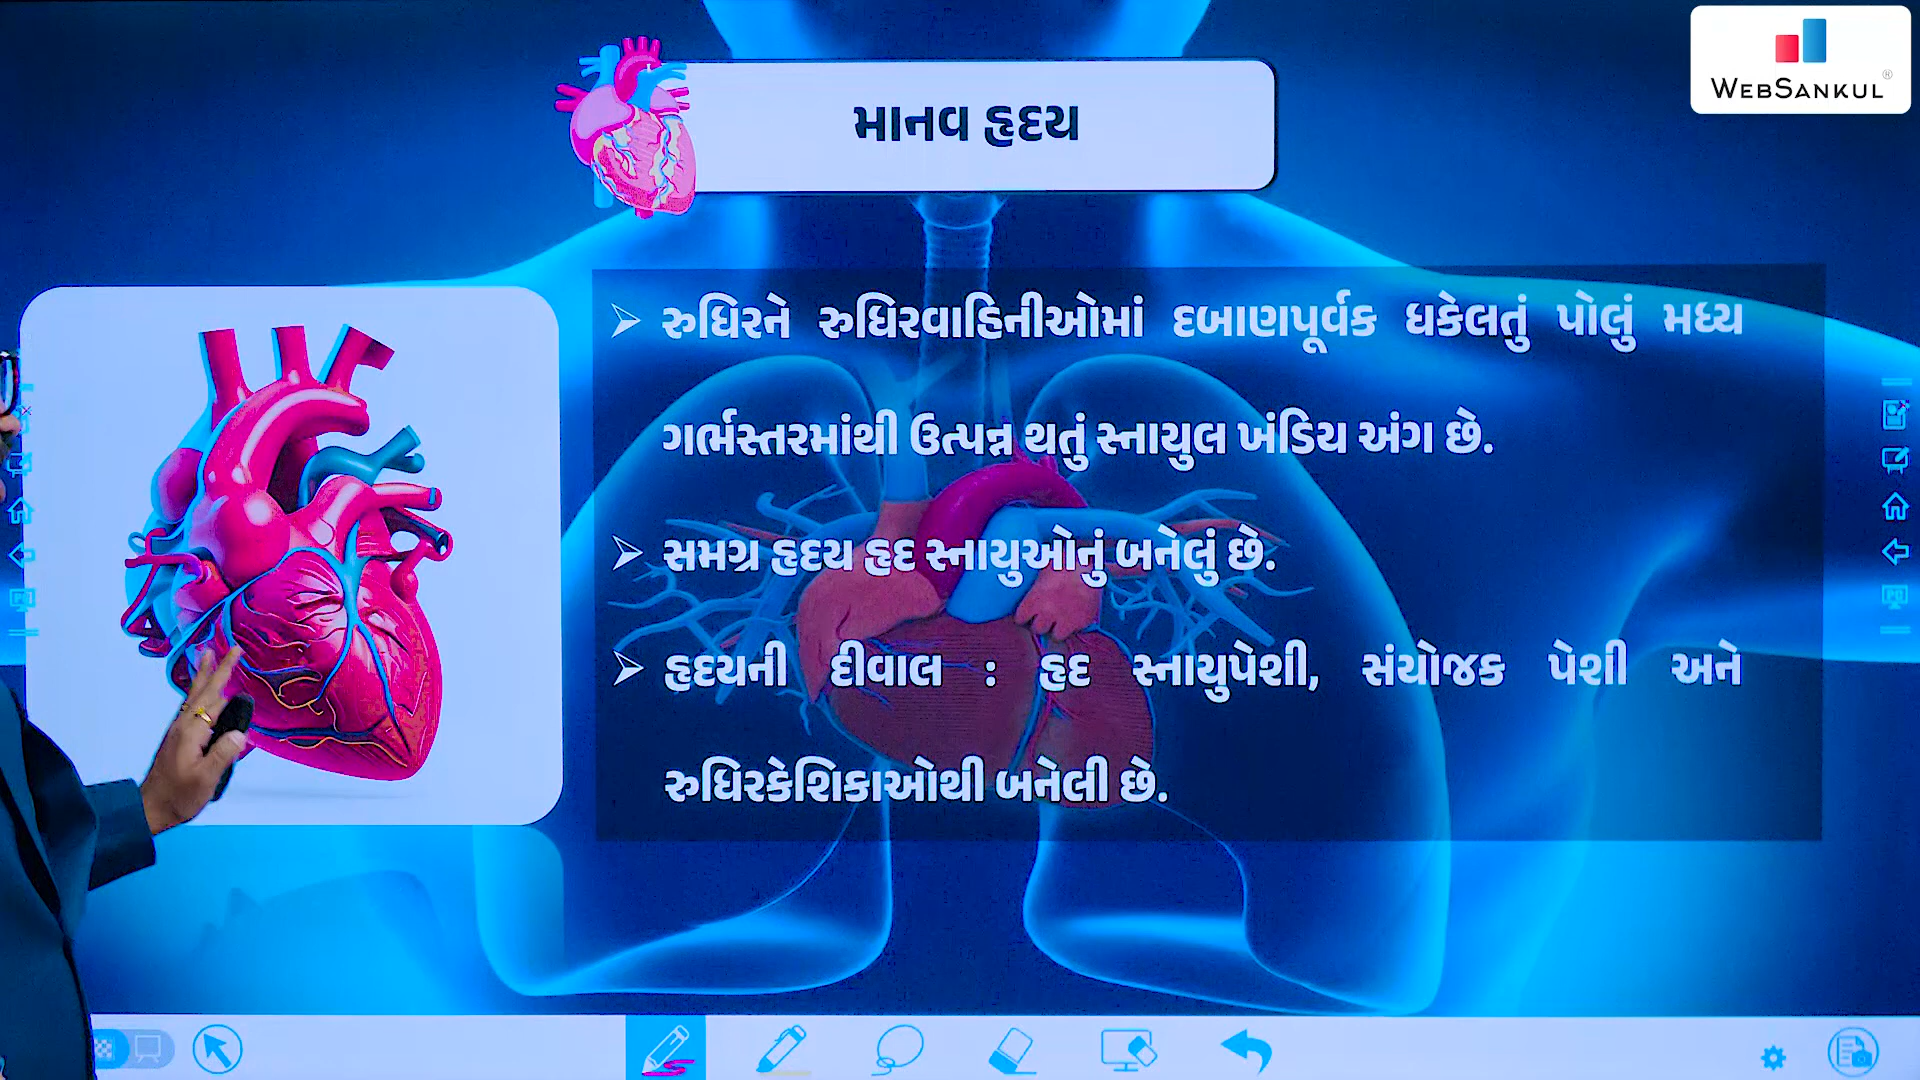 માનવ હૃદય
WEBSANKUL®
➢ રુધિરને રુધિરવાહિનીઓમાં દબાણપૂર્વક ધકેલતું પોલું મધ્ય
ગર્ભસ્તરમાંથી ઉત્પન્ન થતું સ્નાયુલ ખંડિય અંગ છે.
➢ સમગ્ર હૃદય હૃદ સ્નાયુઓનું બનેલું છે.
➢ હૃદયની દીવાલ : હૃદ સ્નાયુપેશી, સંયોજક પેશી અને
રુધિરકેશિકાઓથી બનેલી છે.